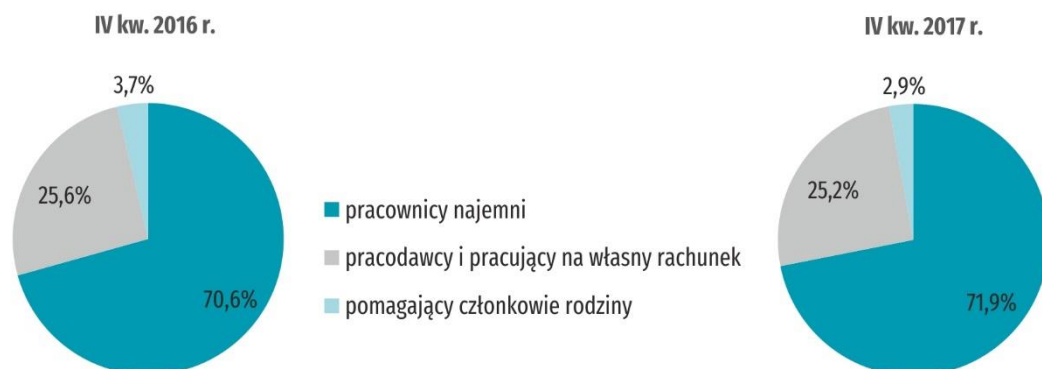 IV kw. 2016 r.
IV kw. 2017 r.
3,7%
25,6%
70,6%
pracownicy najemni
pracodawcy i pracujący na własny rachunek
pomagający członkowie rodziny
2,9%
25,2%
71,9%